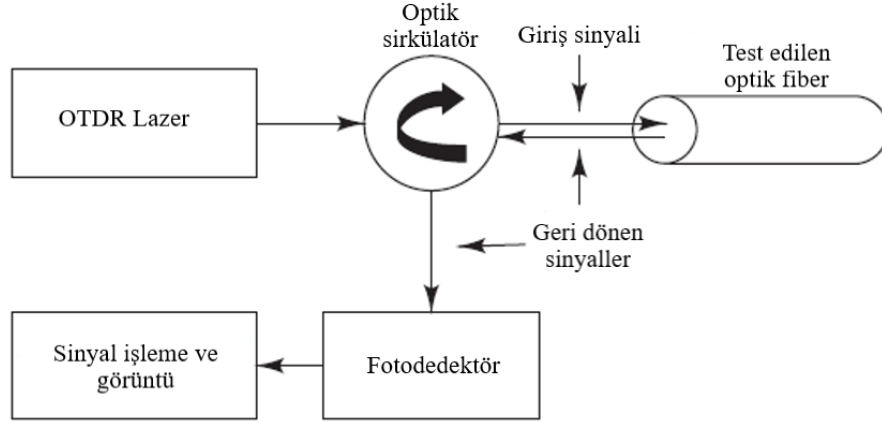 Optik
sirkülatör
Giriş sinyali
Test edilen
optik fiber
OTDR Lazer
Geri dönen
sinyaller
Sinyal işleme ve
görüntü
Fotodedektör